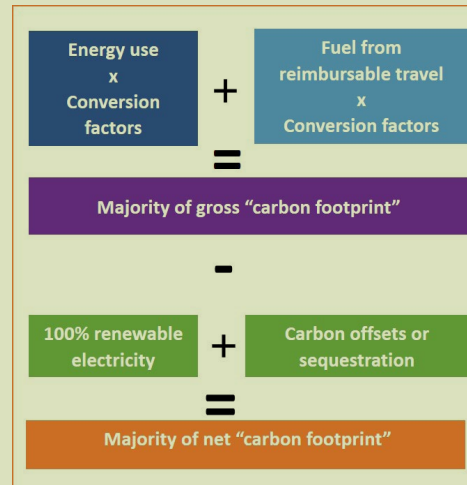 Energy use
x
Conversion
factors
+
Fuel from
reimbursable travel
x
Conversion factors
=
Majority of gross “carbon footprint”
-
100% renewable
electricity
+
Carbon offsets or
sequestration
=
Majority of net “carbon footprint”